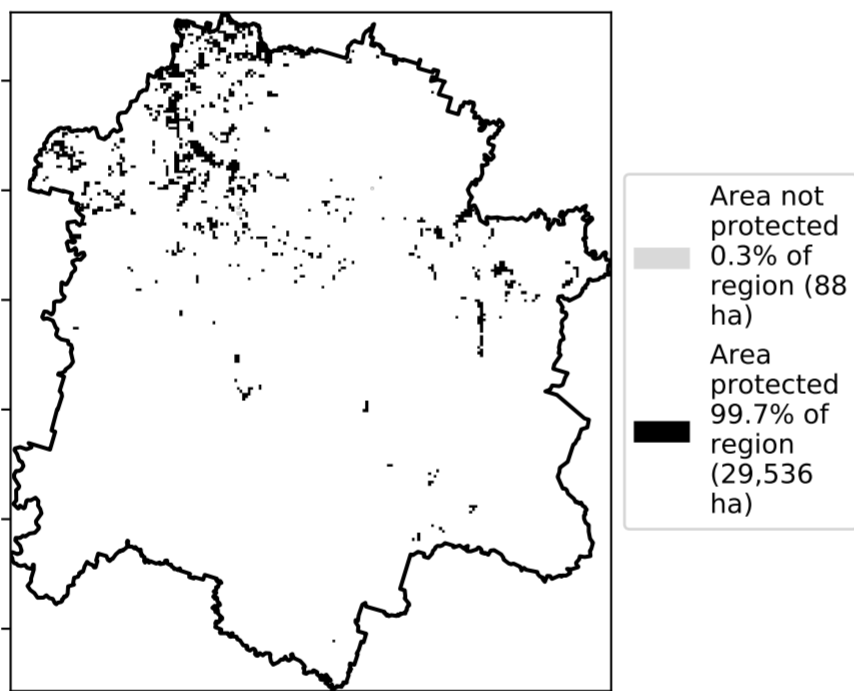 Area not
protected
0.3% of
region (88
ha)
Area
protected
99.7% of
region
(29,536
ha)